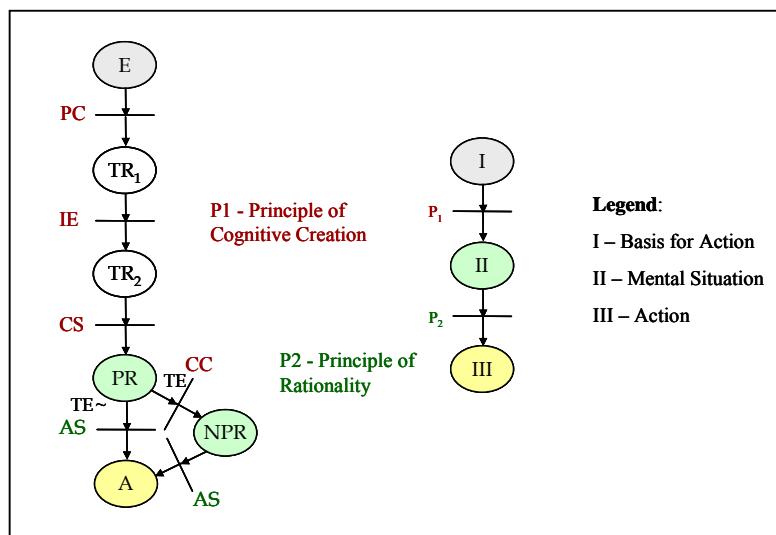 E
PC
TR1
IE
TR2
CS
PR
TE
CC
TE~
AS
NPR
A
AS
P1 - Principle of
Cognitive Creation
P2 - Principle of
Rationality
I
P1
II
P2
III
Legend:
I – Basis for Action
II – Mental Situation
III – Action